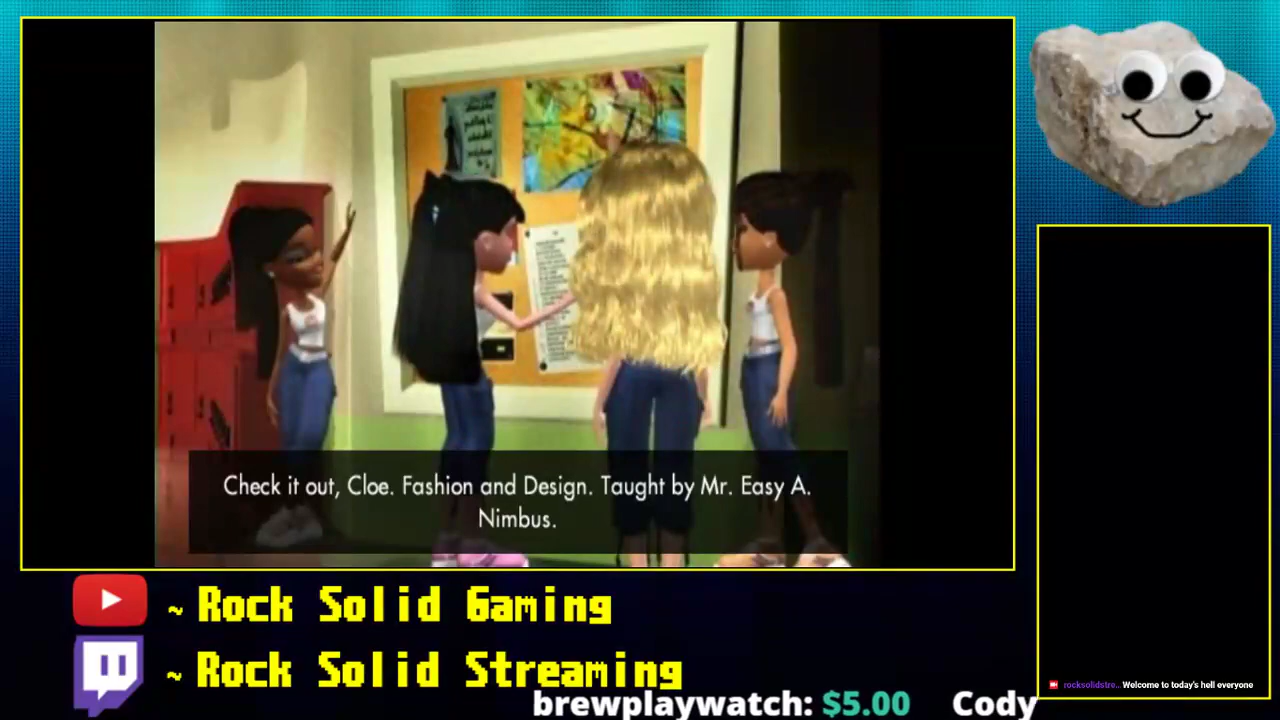 Check it out, Cloe. Fashion and Design. Taught by Mr. Easy A.
Nimbus.
~ Rock Solid Gaming
~ Rock Solid Streaming
brewplaywatch: $5.00 Cody
rocksolidstre.. Welcome to today's hell everyone